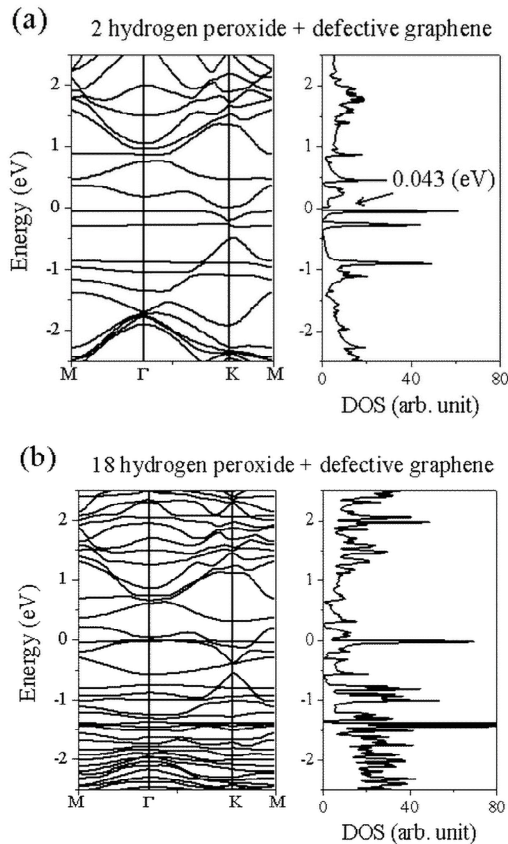 (a)
2 hydrogen peroxide + defective graphene
Energy (eV)
2
1
0
-1
-2
M Γ K M
0.043 (eV)
0 40 80
DOS (arb. unit)
(b)
18 hydrogen peroxide + defective graphene
Energy (eV)
2
1
0
-1
-2
M Γ K M
0 40 80
DOS (arb. unit)